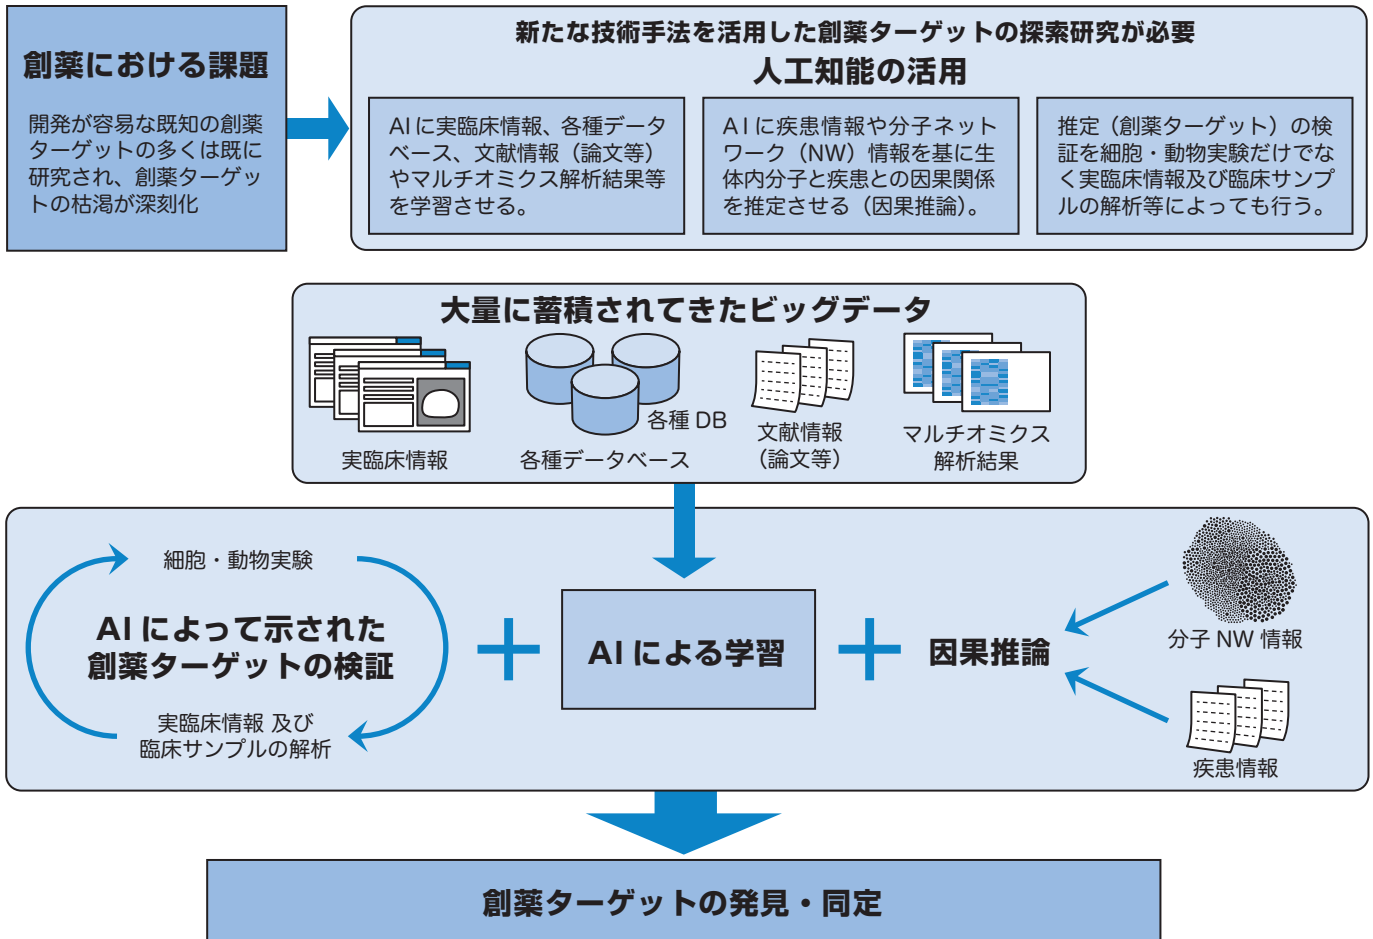 創薬における課題
開発が容易な既知の創薬
ターゲットの多くは既に
研究され、創薬ターゲッ
トの枯渇が深刻化
新たな技術手法を活用した創薬ターゲットの探索研究が必要
人工知能の活用
AIに実臨床情報、各種データ
ベース、文献情報（論文等）
やマルチオミクス解析結果等
を学習させる。
AIに疾患情報や分子ネット
ワーク（NW）情報を基に生
体内分子と疾患との因果関係
を推定させる（因果推論）。
推定（創薬ターゲット）の検
証を細胞・動物実験だけでな
く実臨床情報及び臨床サンプ
ルの解析等によっても行う。
大量に蓄積されてきたビッグデータ
実臨床情報
各種 DB
各種データベース
文献情報
（論文等）
マルチオミクス
解析結果
細胞・動物実験
AIによって示された
創薬ターゲットの検証
実臨床情報 及び
臨床サンプルの解析
AIによる学習
因果推論
分子 NW 情報
疾患情報
創薬ターゲットの発見・同定